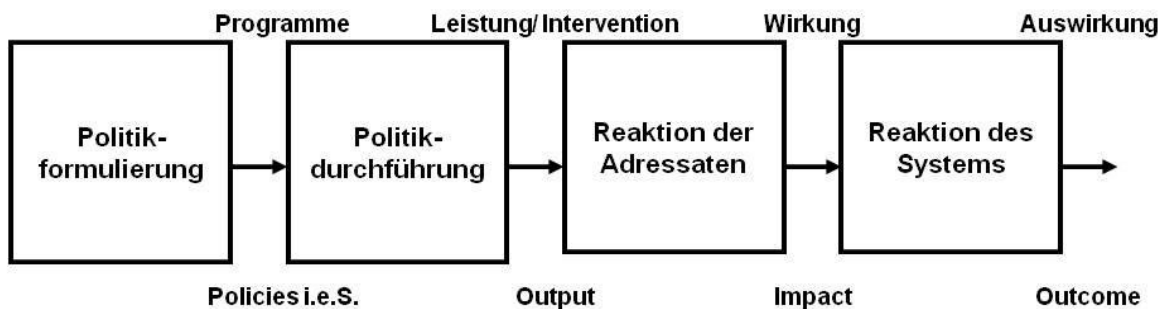 Programme
Leistung/ Intervention
Wirkung
Auswirkung
Politik-
formulierung
Politik-
durchführung
Reaktion der
Adressaten
Reaktion des
Systems
Policies i.e.S.
Output
Impact
Outcome